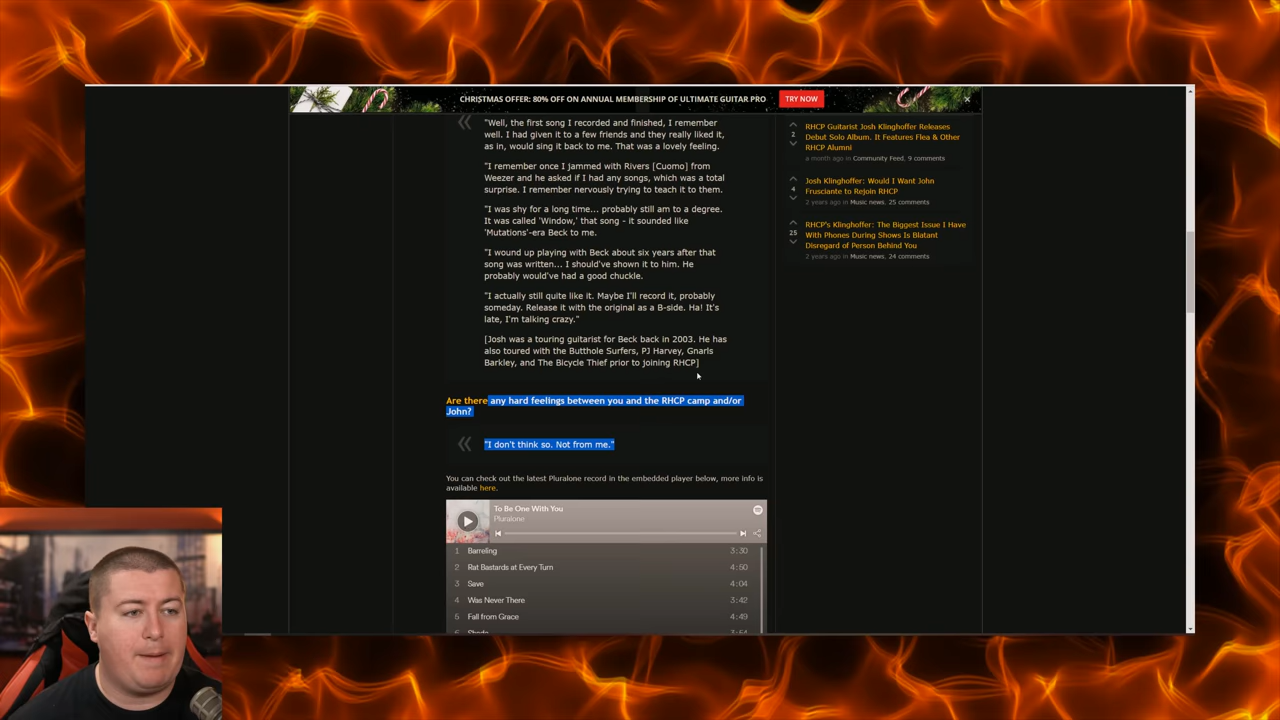 CHRISTMAS OFFER: 80% OFF ON ANNUAL MEMBERSHIP OF ULTIMATE GUITAR PRO
TRY NOW
×
"Well, the first song I recorded and finished, I remember
well. I had given it to a few friends and they really liked it,
as in, would sing it back to me. That was a lovely feeling.
"I remember once I jammed with Rivers [Cuomo] from
Weezer and he asked if I had any songs, which was a total
surprise. I remember nervously trying to teach it to them.
"I was shy for a long time... probably still am to a degree.
It was called 'Window,' that song - it sounded like
'Mutations'-era Beck to me.
"I wound up playing with Beck about six years after that
song was written... I should've shown it to him. He
probably would've had a good chuckle.
"I actually still quite like it. Maybe I'll record it, probably
someday. Release it with the original as a B-side. Ha! It's
late, I'm talking crazy."
[Josh was a touring guitarist for Beck back in 2003. He has
also toured with the Butthole Surfers, PJ Harvey, Gnarls
Barkley, and The Bicycle Thief prior to joining RHCP]
Are there any hard feelings between you and the RHCP camp and/or
John?
"I don't think so. Not from me."
You can check out the latest Pluralone record in the embedded player below, more info is
available here.
To Be One With You
Pluralone
1 Barreling 3:30
2 Rat Bastards at Every Turn 4:50
3 Save 4:04
4 Was Never There 3:42
5 Fall from Grace 4:49
2
RHCP Guitarist Josh Klinghoffer Releases
Debut Solo Album. It Features Flea & Other
RHCP Alumni
a month ago in Community Feed, 9 comments
4
Josh Klinghoffer: Would I Want John
Frusciante to Rejoin RHCP
2 years ago in Music news, 25 comments
25
RHCP's Klinghoffer: The Biggest Issue I Have
With Phones During Shows Is Blatant
Disregard of Person Behind You
2 years ago in Music news, 24 comments